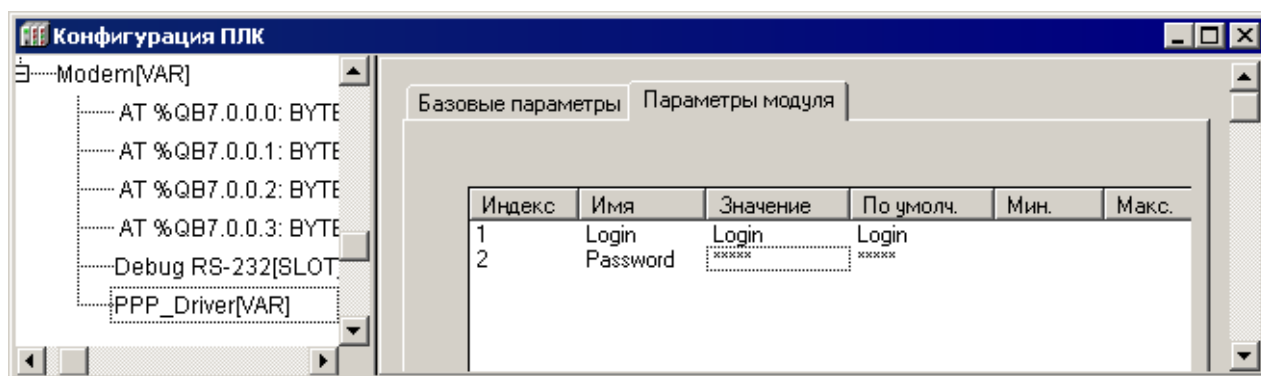 Конфигурация ПЛК
Modem[VAR]
AT %QB7.0.0.0: BYTE
AT %QB7.0.0.1: BYTE
AT %QB7.0.0.2: BYTE
AT %QB7.0.0.3: BYTE
Debug RS-232[SLOT]
PPP_Driver[VAR]
Базовые параметры Параметры модуля
Индекс Имя Значение По умолч. Мин. Макс.
1 Login Login Login
2 Password ***** *****